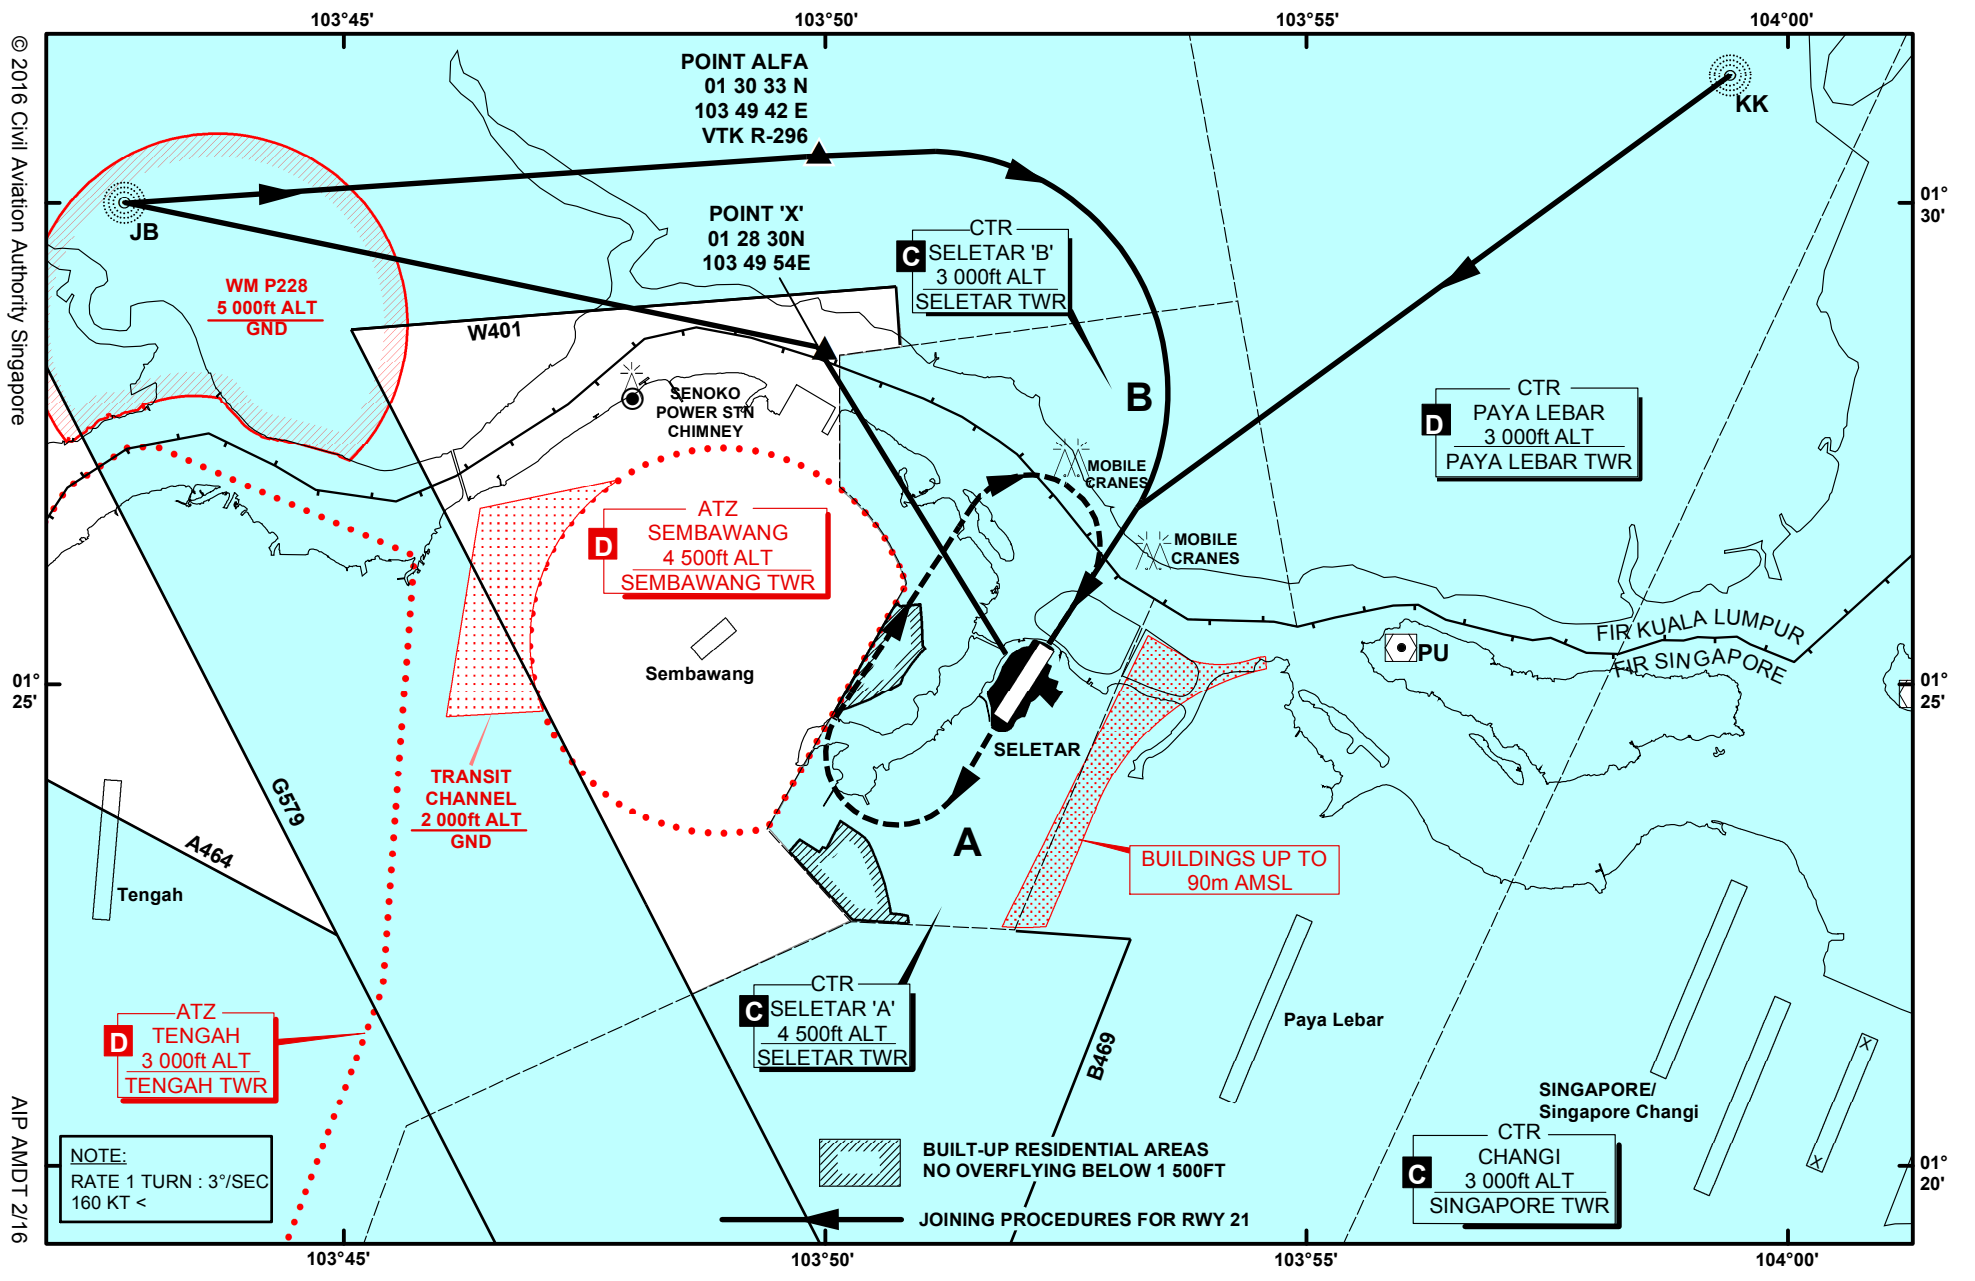 103°45'
103°50'
103°55'
104°00'
© 2016 Civil Aviation Authority Singapore
AIP AMDT 2/16
POINT ALFA
01 30 33 N
103 49 42 E
VTK R-296
KK
JB
01°
30'
POINT 'X'
01 28 30N
103 49 54E
CTR
C
SELETAR 'B'
3 000ft ALT
SELETAR TWR
WM P228
5 000ft ALT
GND
W401
SENOKO
POWER STN
CHIMNEY
B
CTR
D
PAYA LEBAR
3 000ft ALT
PAYA LEBAR TWR
MOBILE
CRANES
MOBILE
CRANES
ATZ
D
SEMBAWANG
4 500ft ALT
SEMBAWANG TWR
FIR KUALA LUMPUR
FIR SINGAPORE
PU
Sembawang
01°
25'
01°
25'
SELETAR
TRANSIT
CHANNEL
2 000ft ALT
GND
G579
A464
Tengah
A
BUILDINGS UP TO
90m AMSL
CTR
C
SELETAR 'A'
4 500ft ALT
SELETAR TWR
B469
Paya Lebar
ATZ
D
TENGAH
3 000ft ALT
TENGAH TWR
SINGAPORE/
Singapore Changi
X
X
CTR
C
CHANGI
3 000ft ALT
SINGAPORE TWR
01°
20'
NOTE:
RATE 1 TURN : 3°/SEC
160 KT <
BUILT-UP RESIDENTIAL AREAS
NO OVERFLYING BELOW 1 500FT
JOINING PROCEDURES FOR RWY 21
103°45'
103°50'
103°55'
104°00'